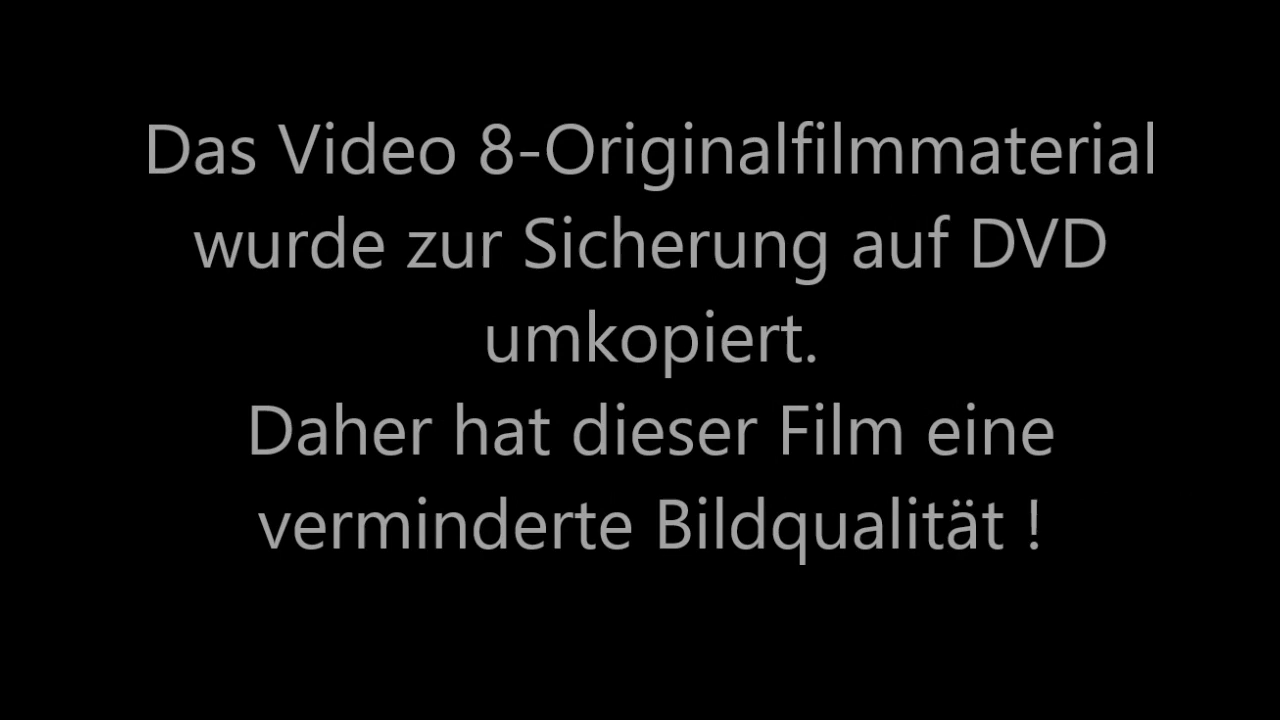 Das Video 8-Originalfilmmaterial
wurde zur Sicherung auf DVD
umkopiert.
Daher hat dieser Film eine
verminderte Bildqualität !